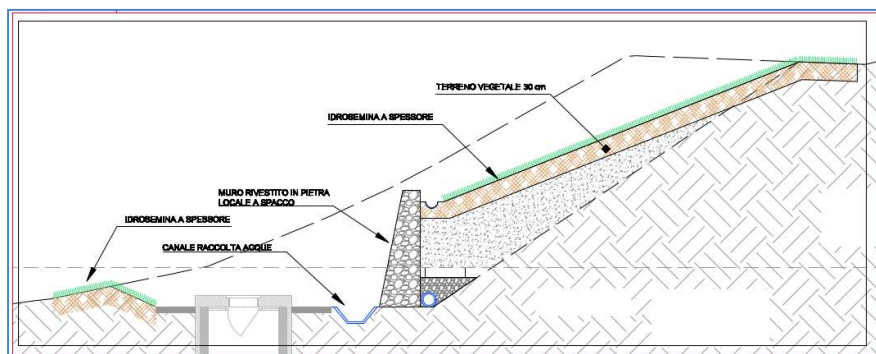 TERRENO VEGETALE 30 cm
IDROSEMINA A SPESSORE
MURO RIVESTITO IN PIETRA
LOCALE A SPACCO
IDROSEMINA A SPESSORE
CANALE RACCOLTA ACQUE